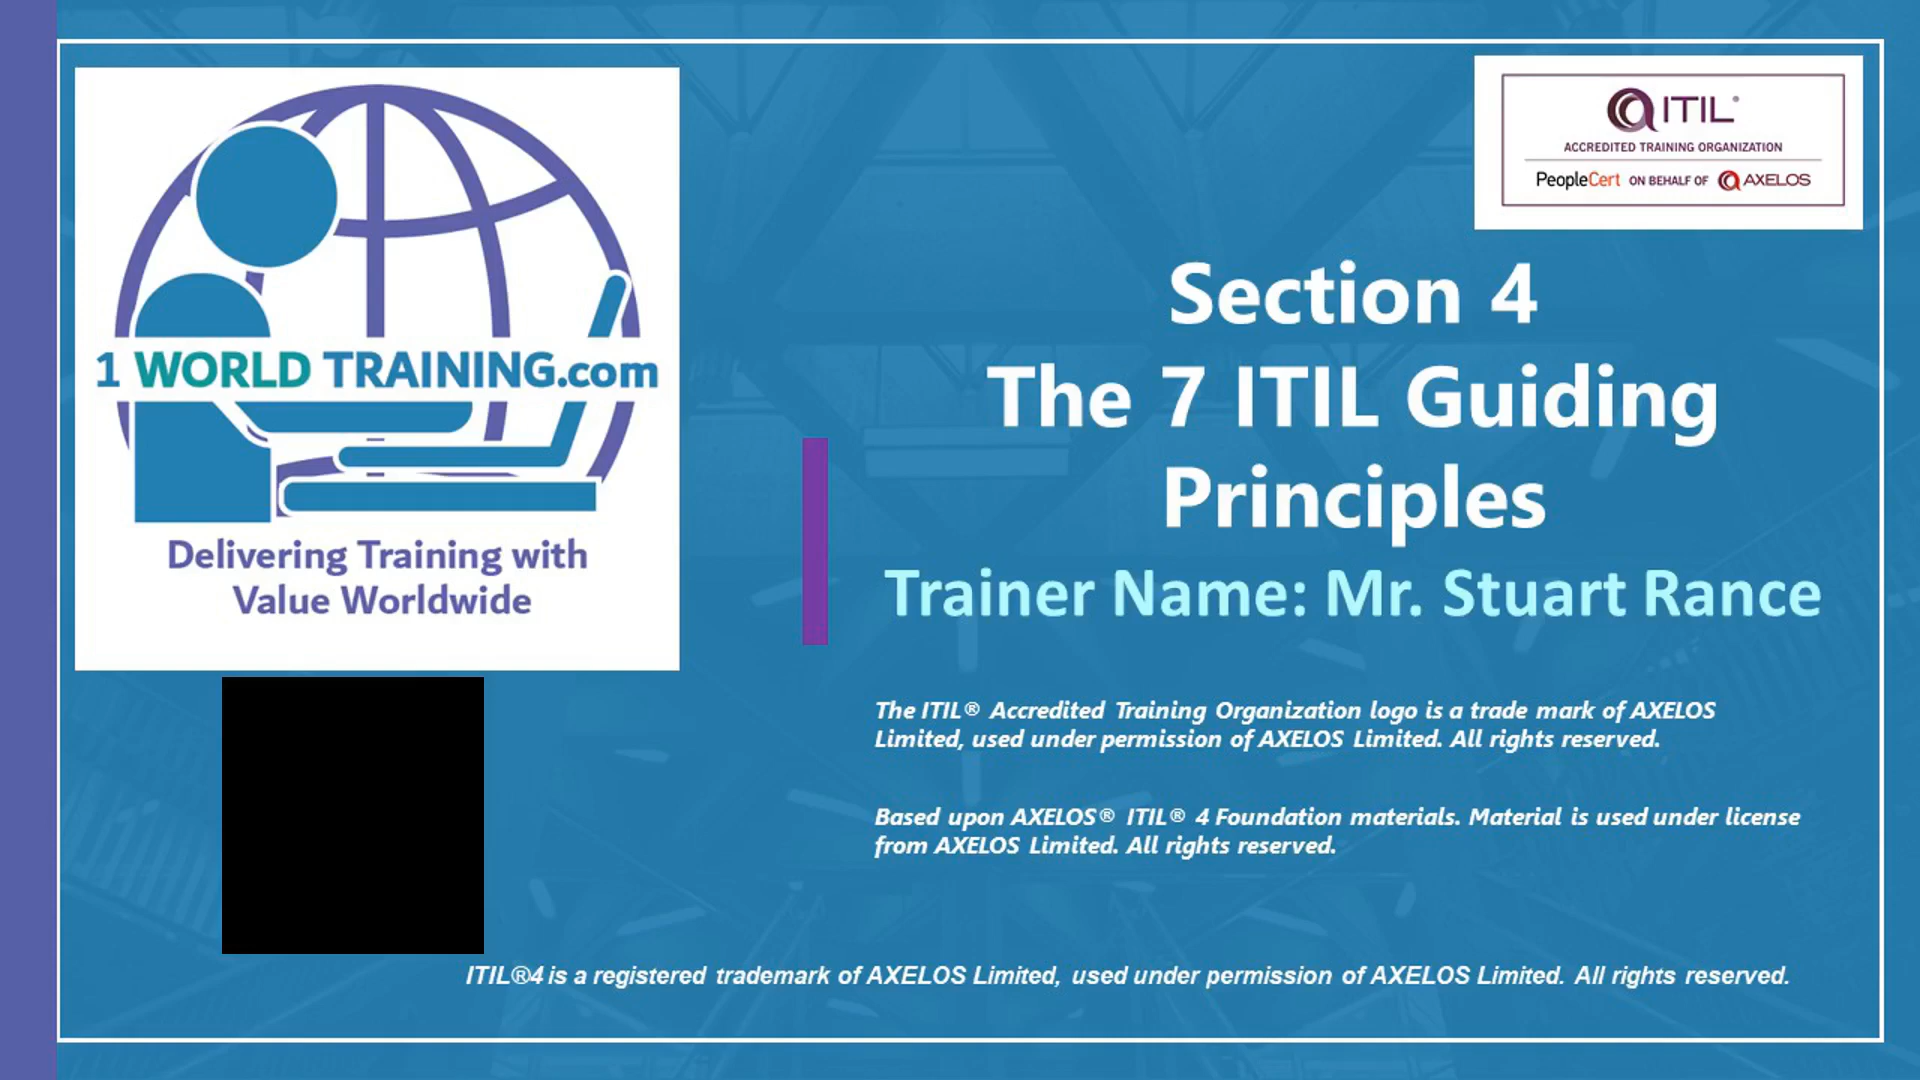 1 WORLD TRAINING.com
Delivering Training with
Value Worldwide
ITIL®
ACCREDITED TRAINING ORGANIZATION
PeopleCert ON BEHALF OF AXELOS
Section 4
The 7 ITIL Guiding
Principles
Trainer Name: Mr. Stuart Rance
The ITIL® Accredited Training Organization logo is a trade mark of AXELOS
Limited, used under permission of AXELOS Limited. All rights reserved.
Based upon AXELOS® ITIL® 4 Foundation materials. Material is used under license
from AXELOS Limited. All rights reserved.
ITIL®4 is a registered trademark of AXELOS Limited, used under permission of AXELOS Limited. All rights reserved.